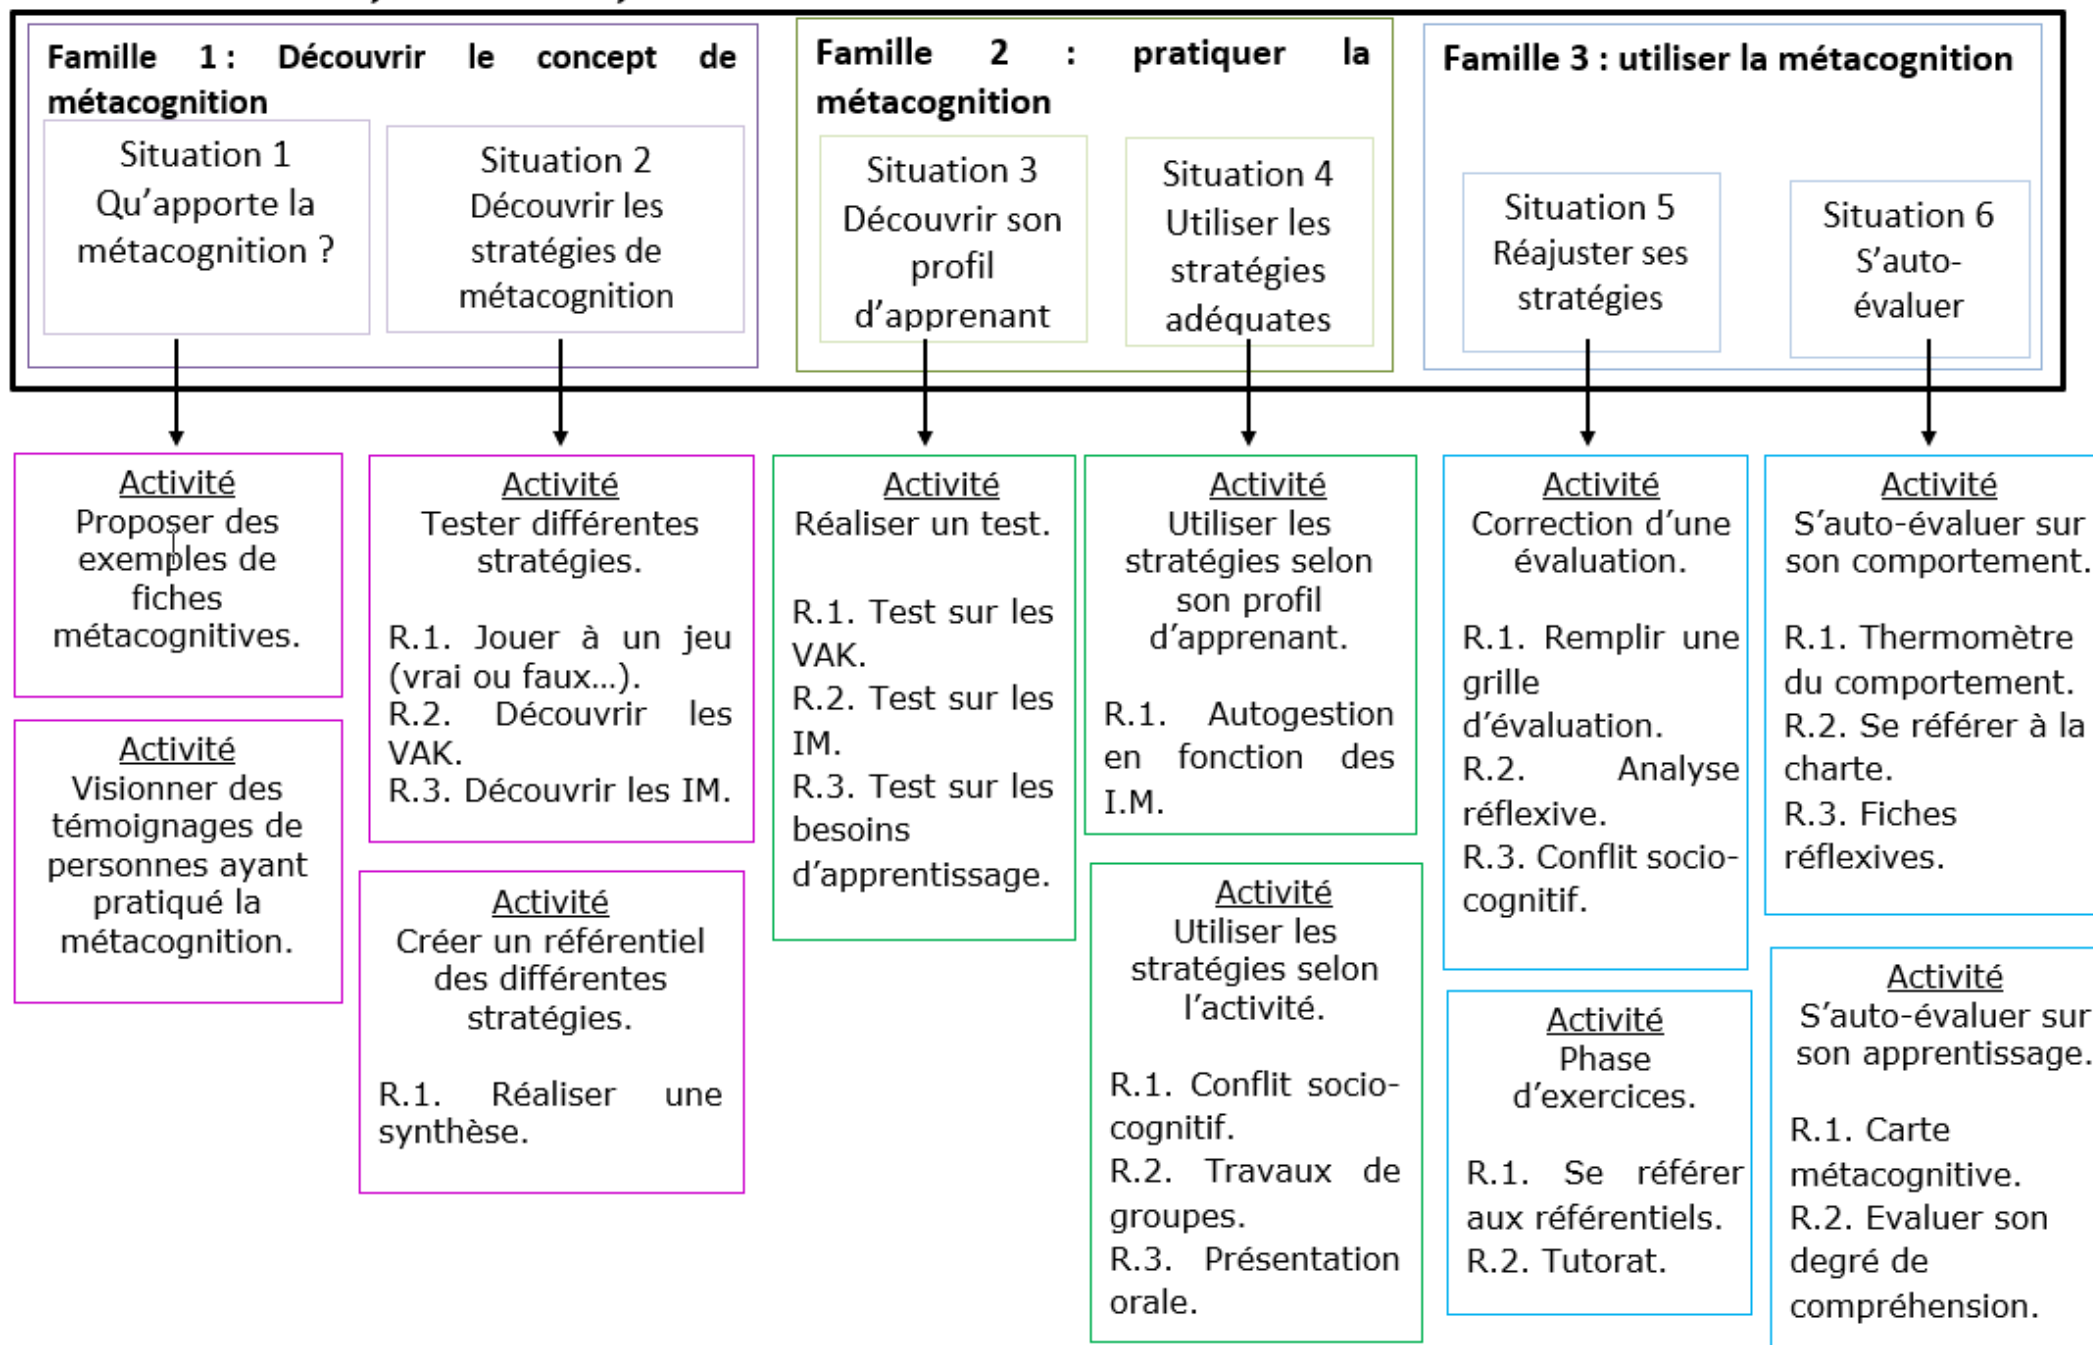 Famille 1 : Découvrir le concept de
métacognition
Situation 1
Qu’apporte la
métacognition ?
Situation 2
Découvrir les
stratégies de
métacognition
Famille 2 : pratiquer la
métacognition
Situation 3
Découvrir son
profil
d’apprenant
Situation 4
Utiliser les
stratégies
adéquates
Famille 3 : utiliser la métacognition
Situation 5
Réajuster ses
stratégies
Situation 6
S’auto-
évaluer
Activité
Proposer des
exemples de
fiches
métacognitives.
Activité
Visionner des
témoignages de
personnes ayant
pratiqué la
métacognition.
Activité
Tester différentes
stratégies.
R.1. Jouer à un jeu
(vrai ou faux…).
R.2. Découvrir les
VAK.
R.3. Découvrir les IM.
Activité
Créer un référentiel
des différentes
stratégies.
R.1. Réaliser une
synthèse.
Activité
Réaliser un test.
R.1. Test sur les
VAK.
R.2. Test sur les
IM.
R.3. Test sur les
besoins
d’apprentissage.
Activité
Utiliser les
stratégies selon
son profil
d’apprenant.
R.1. Autogestion
en fonction des
I.M.
Activité
Utiliser les
stratégies selon
l’activité.
R.1. Conflit socio-
cognitif.
R.2. Travaux de
groupes.
R.3. Présentation
orale.
Activité
Correction d’une
évaluation.
R.1. Remplir une
grille
d’évaluation.
R.2. Analyse
réflexive.
R.3. Conflit socio-
cognitif.
Activité
Phase
d’exercices.
R.1. Se référer
aux référentiels.
R.2. Tutorat.
Activité
S’auto-évaluer sur
son comportement.
R.1. Thermomètre
du comportement.
R.2. Se référer à la
charte.
R.3. Fiches
réflexives.
Activité
S’auto-évaluer sur
son apprentissage.
R.1. Carte
métacognitive.
R.2. Evaluer son
degré de
compréhension.